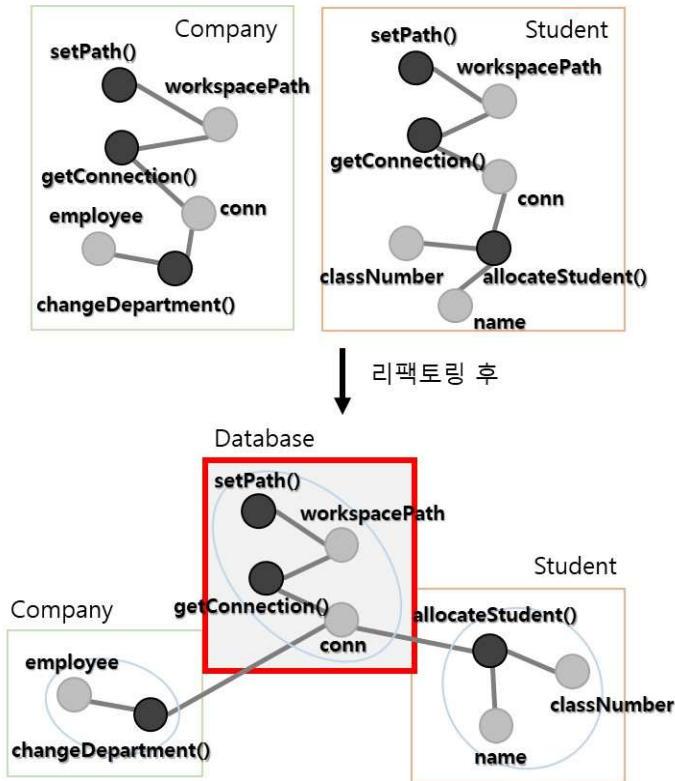 Company
setPath()
workspacePath
getConnection()
employee
conn
changeDepartment()
Student
setPath()
workspacePath
getConnection()
conn
classNumber
allocateStudent()
name
리팩토링 후
Database
setPath()
workspacePath
getConnection()
conn
Company
employee
changeDepartment()
Student
allocateStudent()
classNumber
name